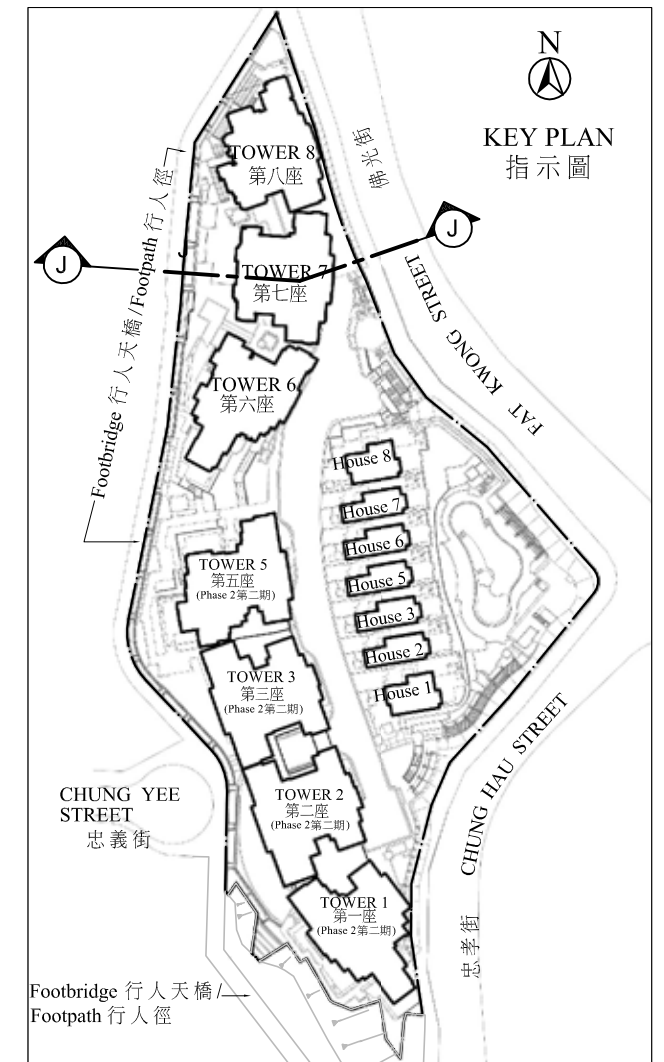 N
KEY PLAN
指示圖
佛光街
FAT KWONG STREET
TOWER 8
第八座
J
J
TOWER 7
第七座
Footbridge 行人天橋/Footpath 行人徑
TOWER 6
第六座
House 8
House 7
House 6
House 5
House 3
House 2
House 1
TOWER 5
第五座
(Phase 2第二期)
TOWER 3
第三座
(Phase 2第二期)
TOWER 2
第二座
(Phase 2第二期)
TOWER 1
第一座
(Phase 2第二期)
CHUNG YEE
STREET
忠義街
CHUNG HAU STREET
忠孝街
Footbridge 行人天橋/
Footpath 行人徑